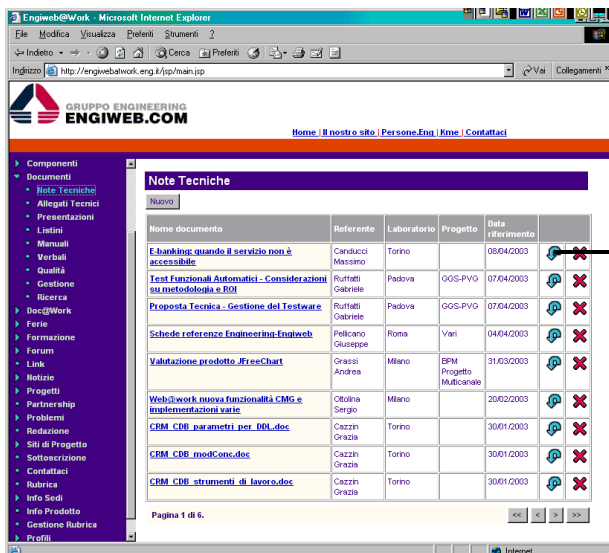 Engiweb@Work - Microsoft Internet Explorer
File Modifica Visualizza Preferiti Strumenti ?
Indietro Cerca Preferiti
Indirizzo http://engiwebatwork.eng.it/jsp/main.jsp Vai Collegamenti »
GRUPPO ENGINEERING
ENGIWEB.COM
Home | Il nostro sito | Persone.Eng | Kme | Contattaci
Componenti
Documenti
Note Tecniche
Allegati Tecnici
Presentazioni
Listini
Manuali
Verbali
Qualità
Gestione
Ricerca
Doc@Work
Ferie
Formazione
Forum
Link
Notizie
Progetti
Partnership
Problemi
Redazione
Siti di Progetto
Sottoscrizione
Contattaci
Rubrica
Info Sedi
Info Prodotto
Gestione Rubrica
Profili
Note Tecniche
Nuovo
Nome documento Referente Laboratorio Progetto Data riferimento
E-banking: quando il servizio non è accessibile Canducci Massimo Torino 08/04/2003
Test Funzionali Automatici - Considerazioni su metodologia e ROI Ruffatti Gabriele Padova GGS-PVG 07/04/2003
Proposta Tecnica - Gestione del Testware Ruffatti Gabriele Padova GGS-PVG 07/04/2003
Schede referenze Engineering-Engiweb Pellicano Giuseppe Roma Vari 04/04/2003
Valutazione prodotto JFreeChart Grassi Andrea Milano BPM Progetto Multicanale 31/03/2003
Web@work nuova funzionalità CMG e implementazioni varie Ottolina Sergio Milano 20/02/2003
CRM_CDB_parametri_per_DDL.doc Cazzin Grazia Torino 30/01/2003
CRM_CDB_modConc.doc Cazzin Grazia Torino 30/01/2003
CRM_CDB_strumenti_di_lavoro.doc Cazzin Grazia Torino 30/01/2003
Pagina 1 di 6. << < > >>
Internet